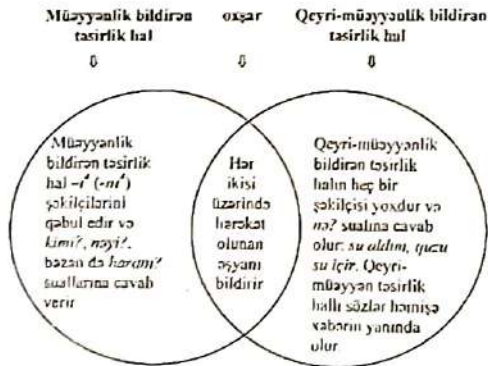 Müəyyənlik bildirən təsirlik hal
oxşar
Qeyri-müəyyənlik bildirən təsirlik hal
⇩ ⇩ ⇩
Müəyyənlik
bildirən təsirlik
hal –ı⁴ (-nı⁴)
şəkilçilərini
qəbul edir və
kimi?, nəyi?,
bəzən də haranı?
suallarına cavab
verir
Hər
ikisi
üzərində
hərəkət
olunan
əşyanı
bildirir
Qeyri-müəyyənlik
bildirən təsirlik
halın heç bir
şəkilçisi yoxdur və
nə? sualına cavab
olur: su aldım, quzu
su içir. Qeyri-
müəyyən təsirlik
hallı sözlər həmişə
xəbərin yanında
olur